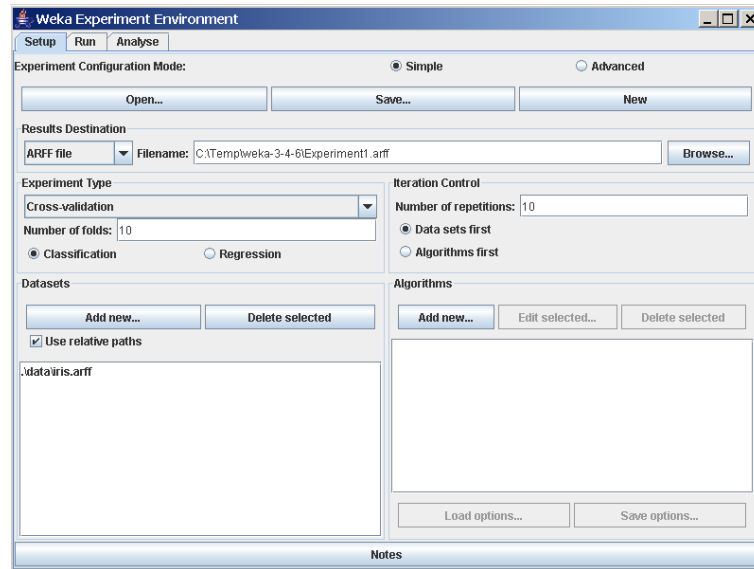 Weka Experiment Environment
Setup Run Analyse
Experiment Configuration Mode: Simple Advanced
Open... Save... New
Results Destination
ARFF file Filename: C:\Temp\weka-3-4-6\Experiment1.arff Browse...
Experiment Type
Cross-validation
Number of folds: 10
Classification Regression
Iteration Control
Number of repetitions: 10
Data sets first
Algorithms first
Datasets
Add new... Delete selected
Use relative paths
.\data\iris.arff
Algorithms
Add new... Edit selected... Delete selected
Load options... Save options...
Notes